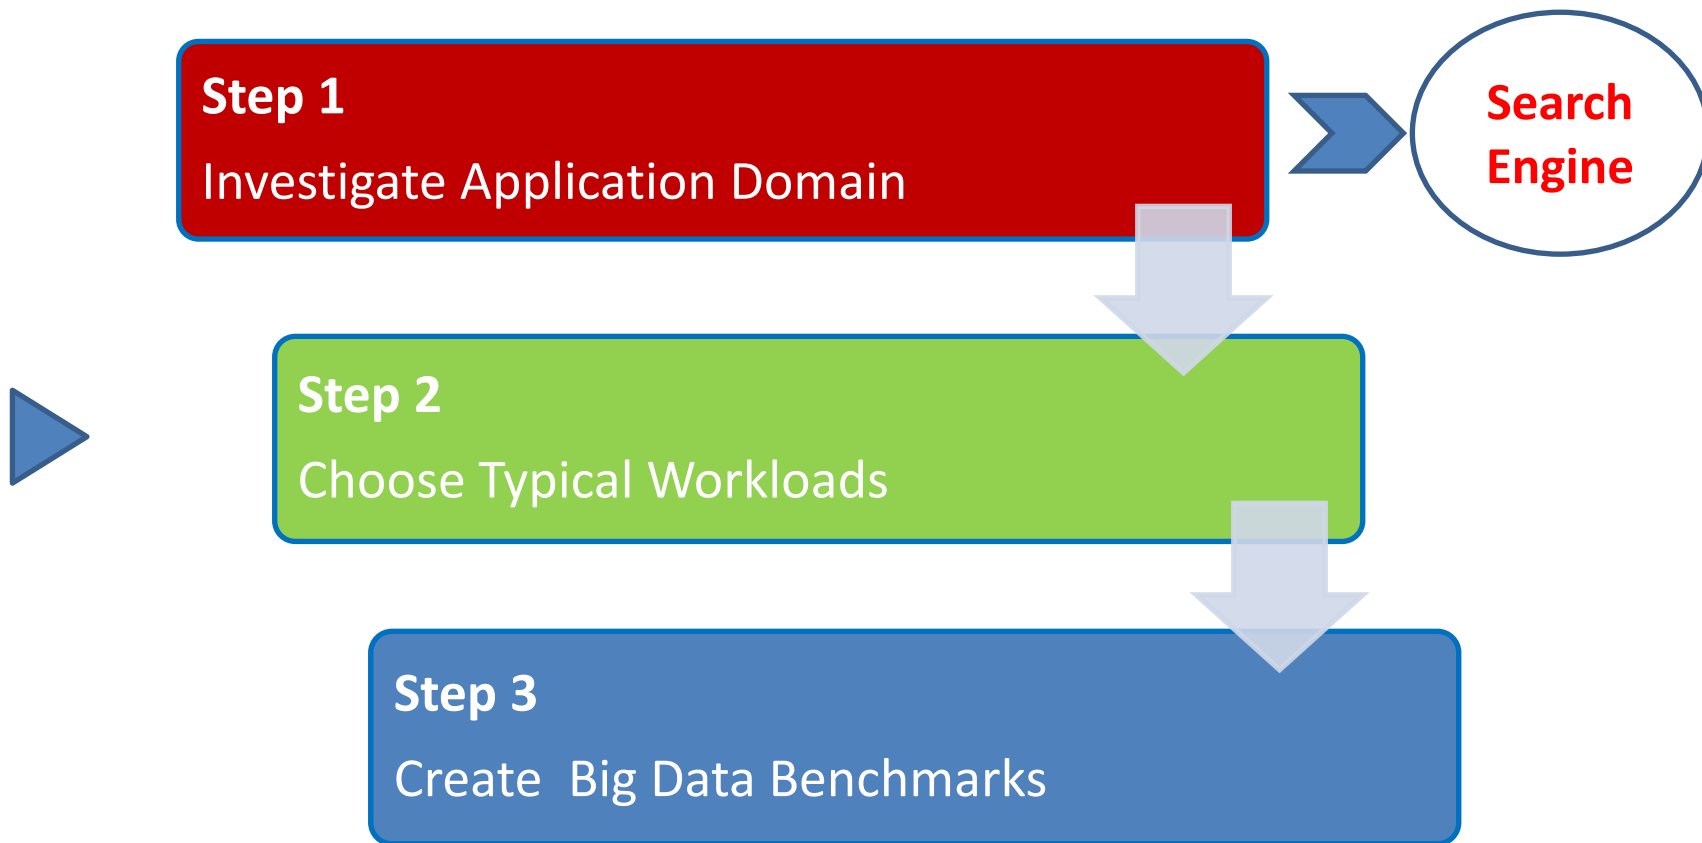 Step 1
Investigate Application Domain
Search
Engine
Step 2
Choose Typical Workloads
Step 3
Create  Big Data Benchmarks